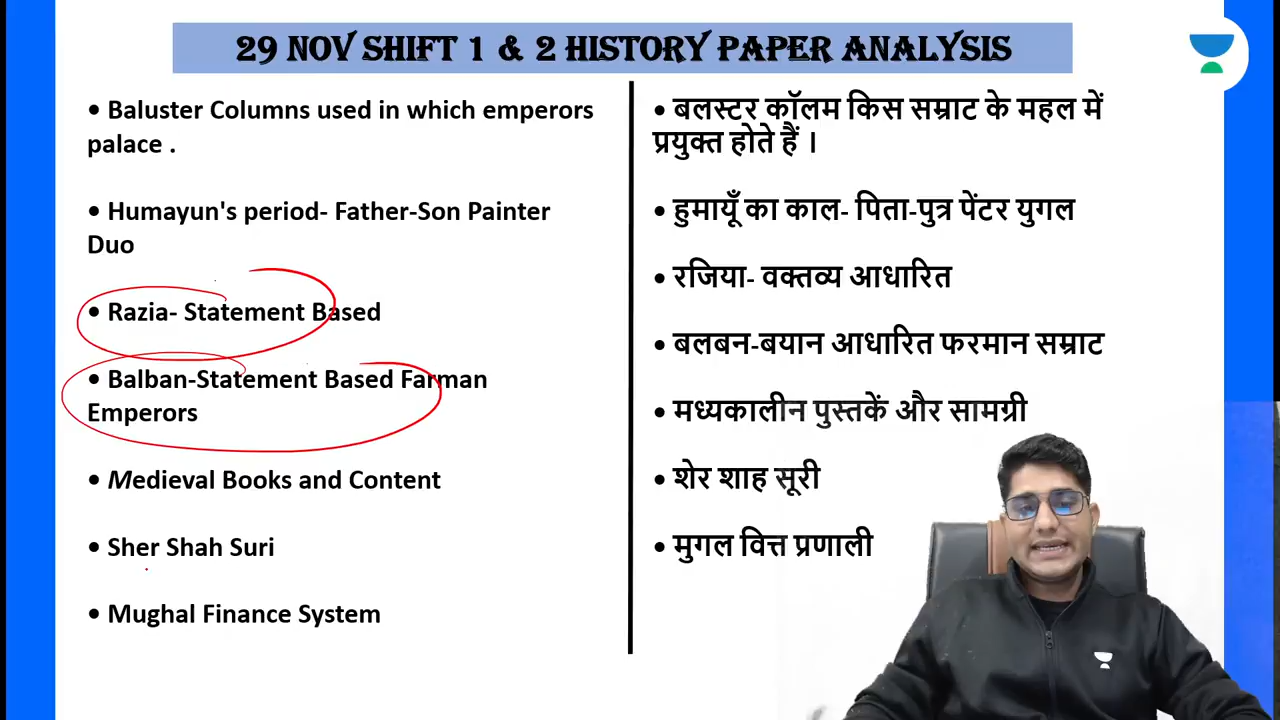 29 NOV SHIFT 1 & 2 HISTORY PAPER ANALYSIS
• Baluster Columns used in which emperors
palace .
• Humayun's period- Father-Son Painter
Duo
• Razia- Statement Based
• Balban-Statement Based Farman
Emperors
• Medieval Books and Content
• Sher Shah Suri
• Mughal Finance System
• बलस्टर कॉलम किस सम्राट के महल में
प्रयुक्त होते हैं ।
• हुमायूँ का काल- पिता-पुत्र पेंटर युगल
• रजिया- वक्तव्य आधारित
• बलबन-बयान आधारित फरमान सम्राट
• मध्यकालीन पुस्तकें और सामग्री
• शेर शाह सूरी
• मुगल वित्त प्रणाली